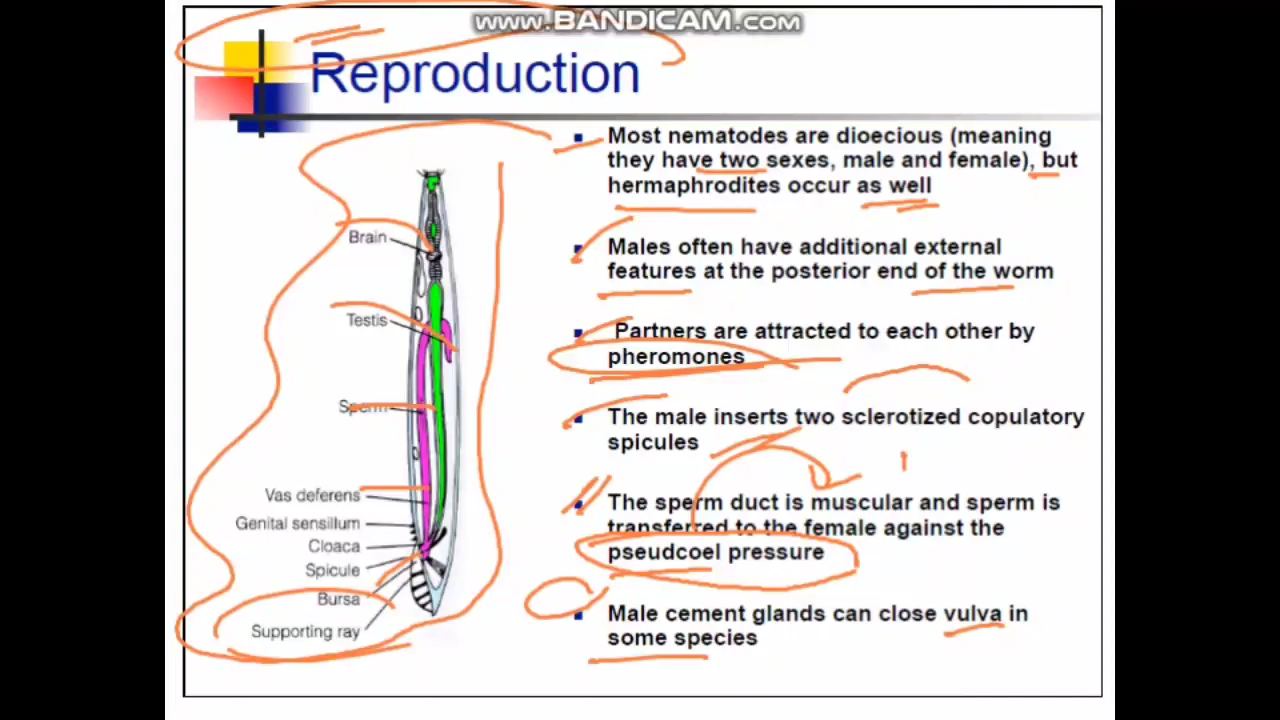 www.BANDICAM.com
Reproduction
Most nematodes are dioecious (meaning
they have two sexes, male and female), but
hermaphrodites occur as well
Males often have additional external
features at the posterior end of the worm
Partners are attracted to each other by
pheromones
The male inserts two sclerotized copulatory
spicules
The sperm duct is muscular and sperm is
transferred to the female against the
pseudcoel pressure
Male cement glands can close vulva in
some species
Brain
Testis
Sperm
Vas deferens
Genital sensillum
Cloaca
Spicule
Bursa
Supporting ray